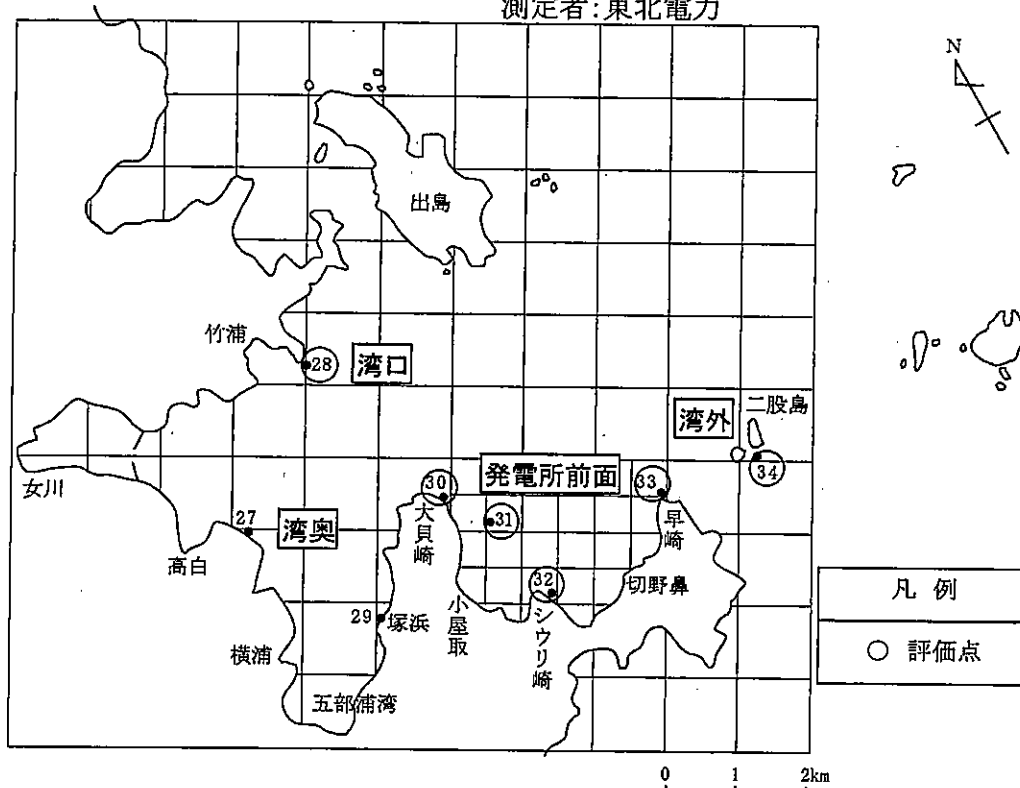 測定者:東北電力
N
出島
竹浦
28
湾口
二股島
湾外
34
発電所前面
30
33
31
女川
大貝崎
早崎
27
湾奥
高白
32
切野鼻
凡 例
29
塚浜
小屋取
シウリ崎
○ 評価点
横浦
五部浦湾
0 1 2km